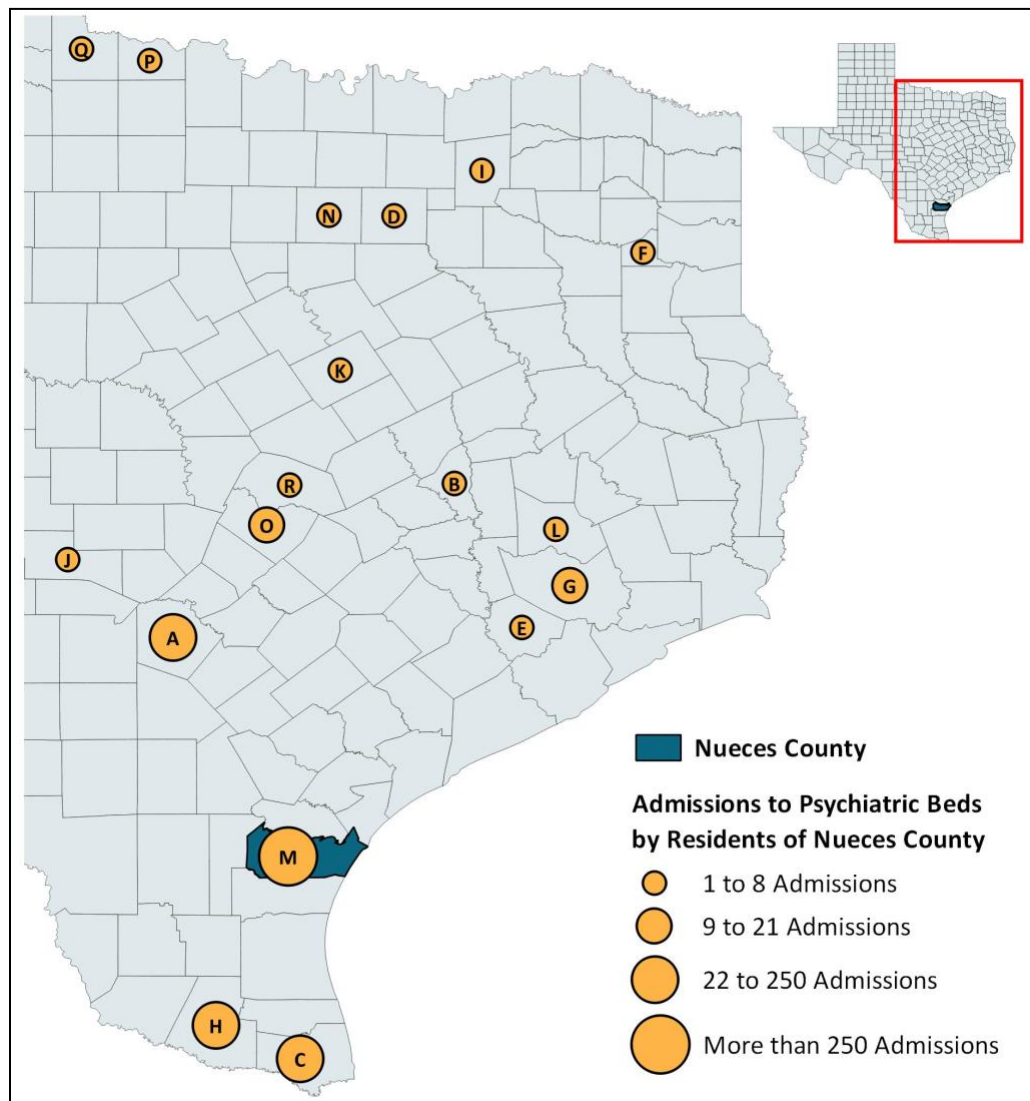 Q
P
I
N
D
F
K
R
B
O
L
J
G
E
A
M
H
C
Nueces County
Admissions to Psychiatric Beds
by Residents of Nueces County
1 to 8 Admissions
9 to 21 Admissions
22 to 250 Admissions
More than 250 Admissions